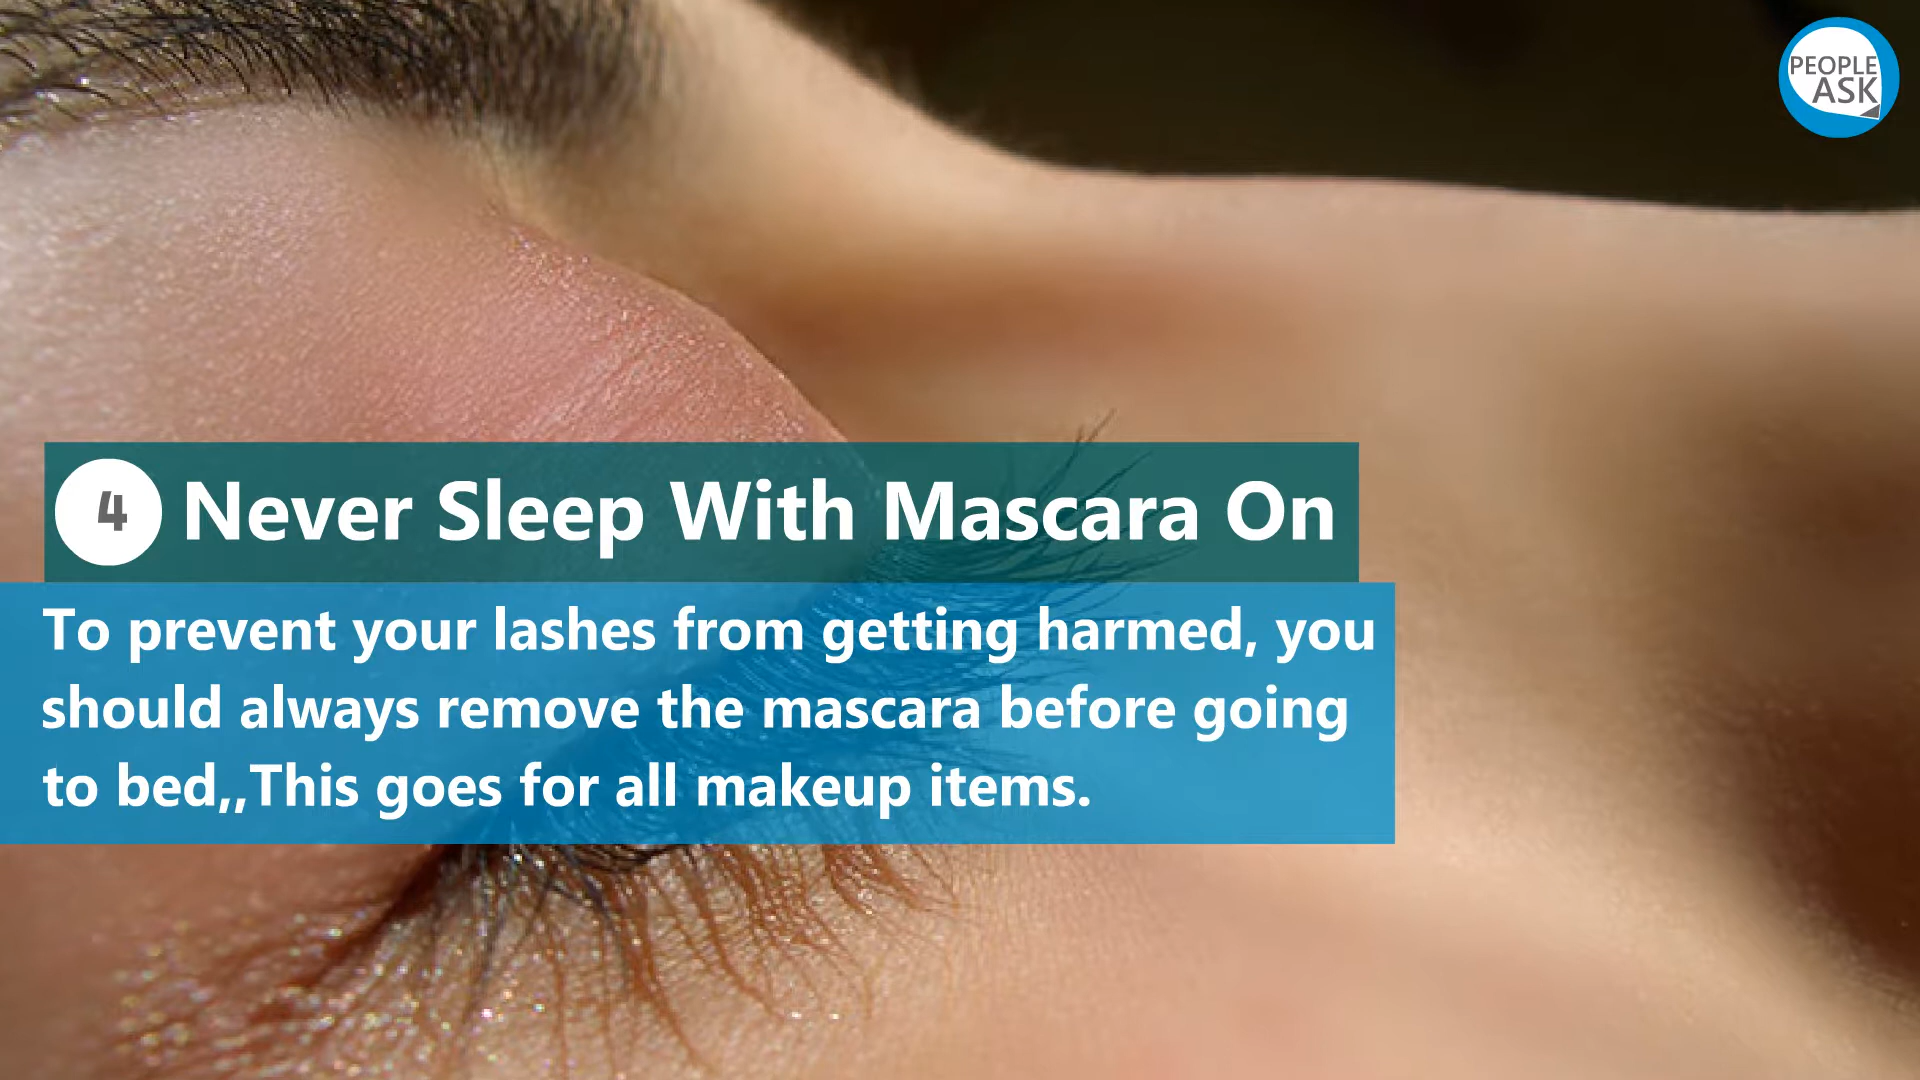 PEOPLE
ASK
4 Never Sleep With Mascara On
To prevent your lashes from getting harmed, you
should always remove the mascara before going
to bed,,This goes for all makeup items.